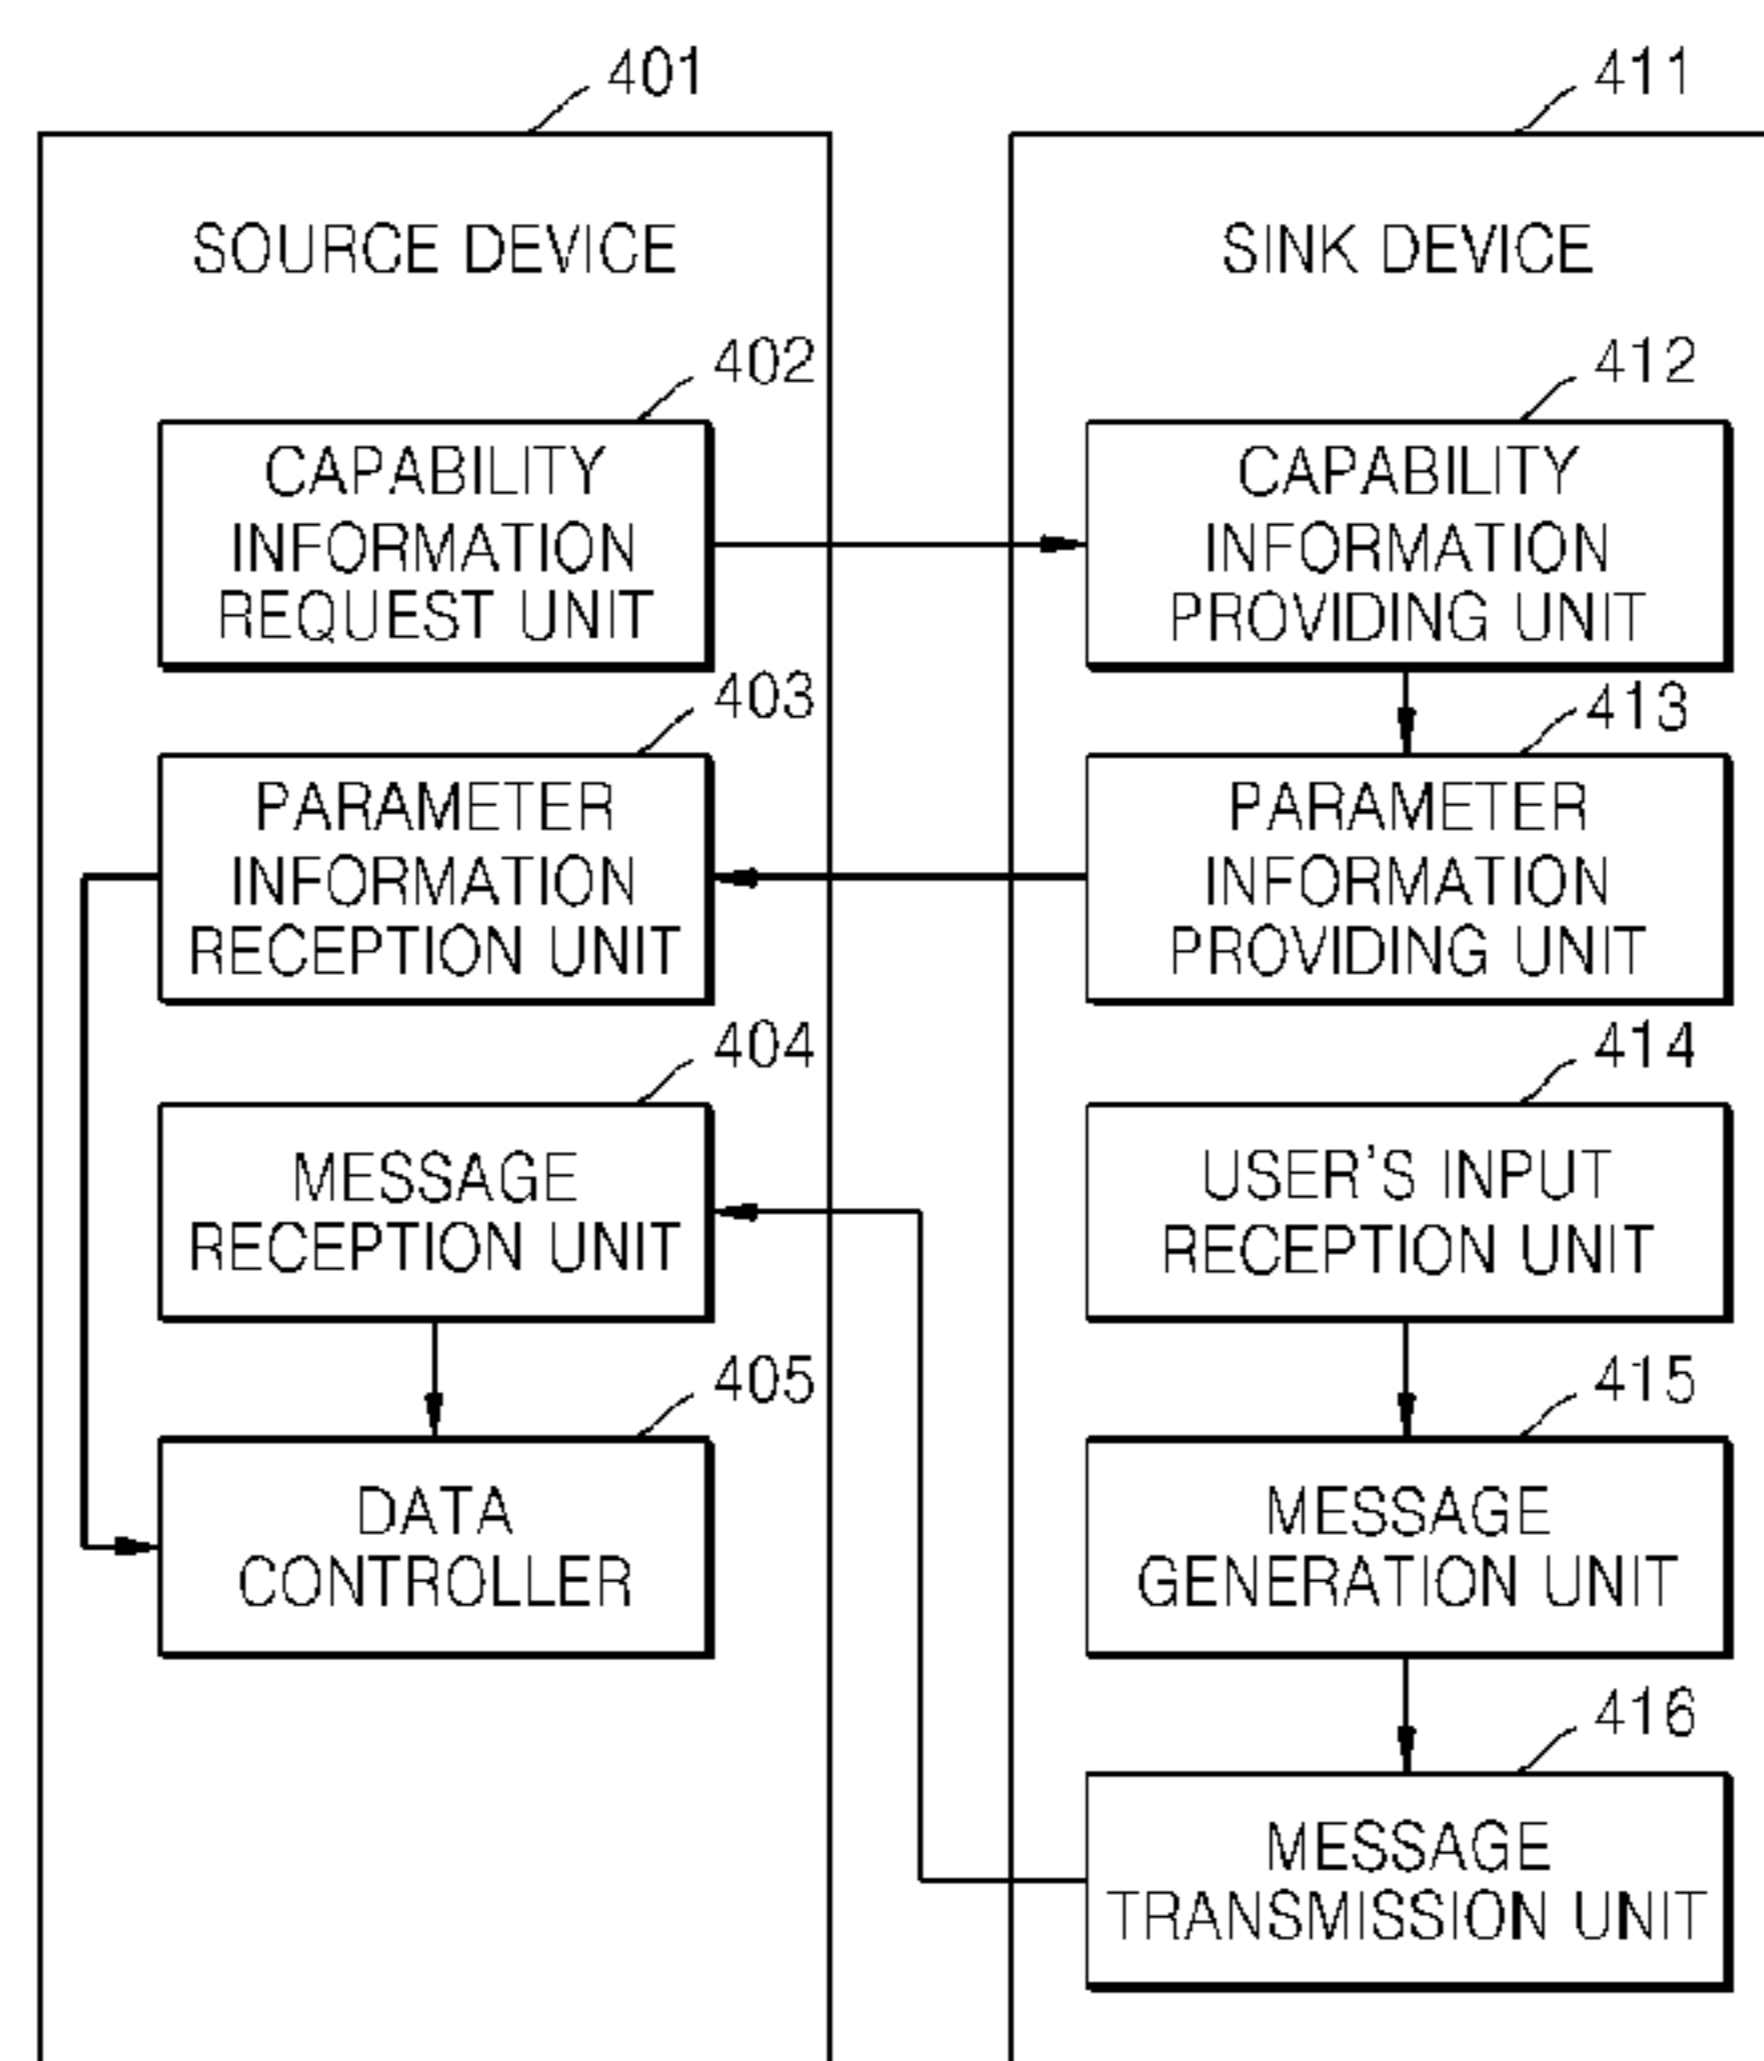 401
SOURCE DEVICE
402
CAPABILITY
INFORMATION
REQUEST UNIT
403
PARAMETER
INFORMATION
RECEPTION UNIT
404
MESSAGE
RECEPTION UNIT
405
DATA
CONTROLLER
411
SINK DEVICE
412
CAPABILITY
INFORMATION
PROVIDING UNIT
413
PARAMETER
INFORMATION
PROVIDING UNIT
414
USER'S INPUT
RECEPTION UNIT
415
MESSAGE
GENERATION UNIT
416
MESSAGE
TRANSMISSION UNIT